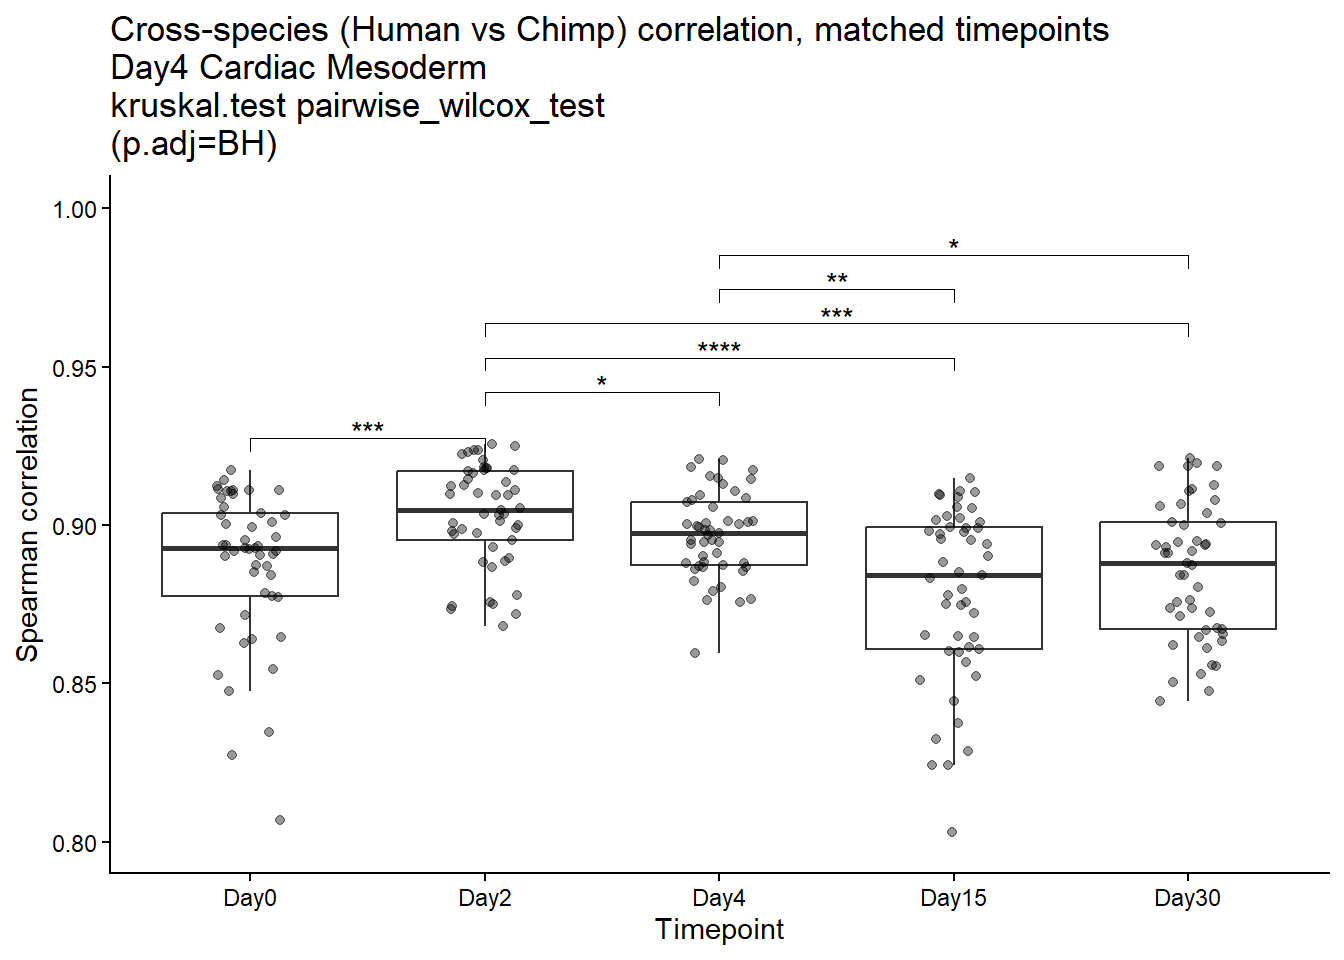 Cross-species (Human vs Chimp) correlation, matched timepoints
Day4 Cardiac Mesoderm
kruskal.test pairwise_wilcox_test
(p.adj=BH)
1.00
0.95
0.90
0.85
0.80
Spearman correlation
*
**
***
****
*
***
Day0 Day2 Day4 Day15 Day30
Timepoint